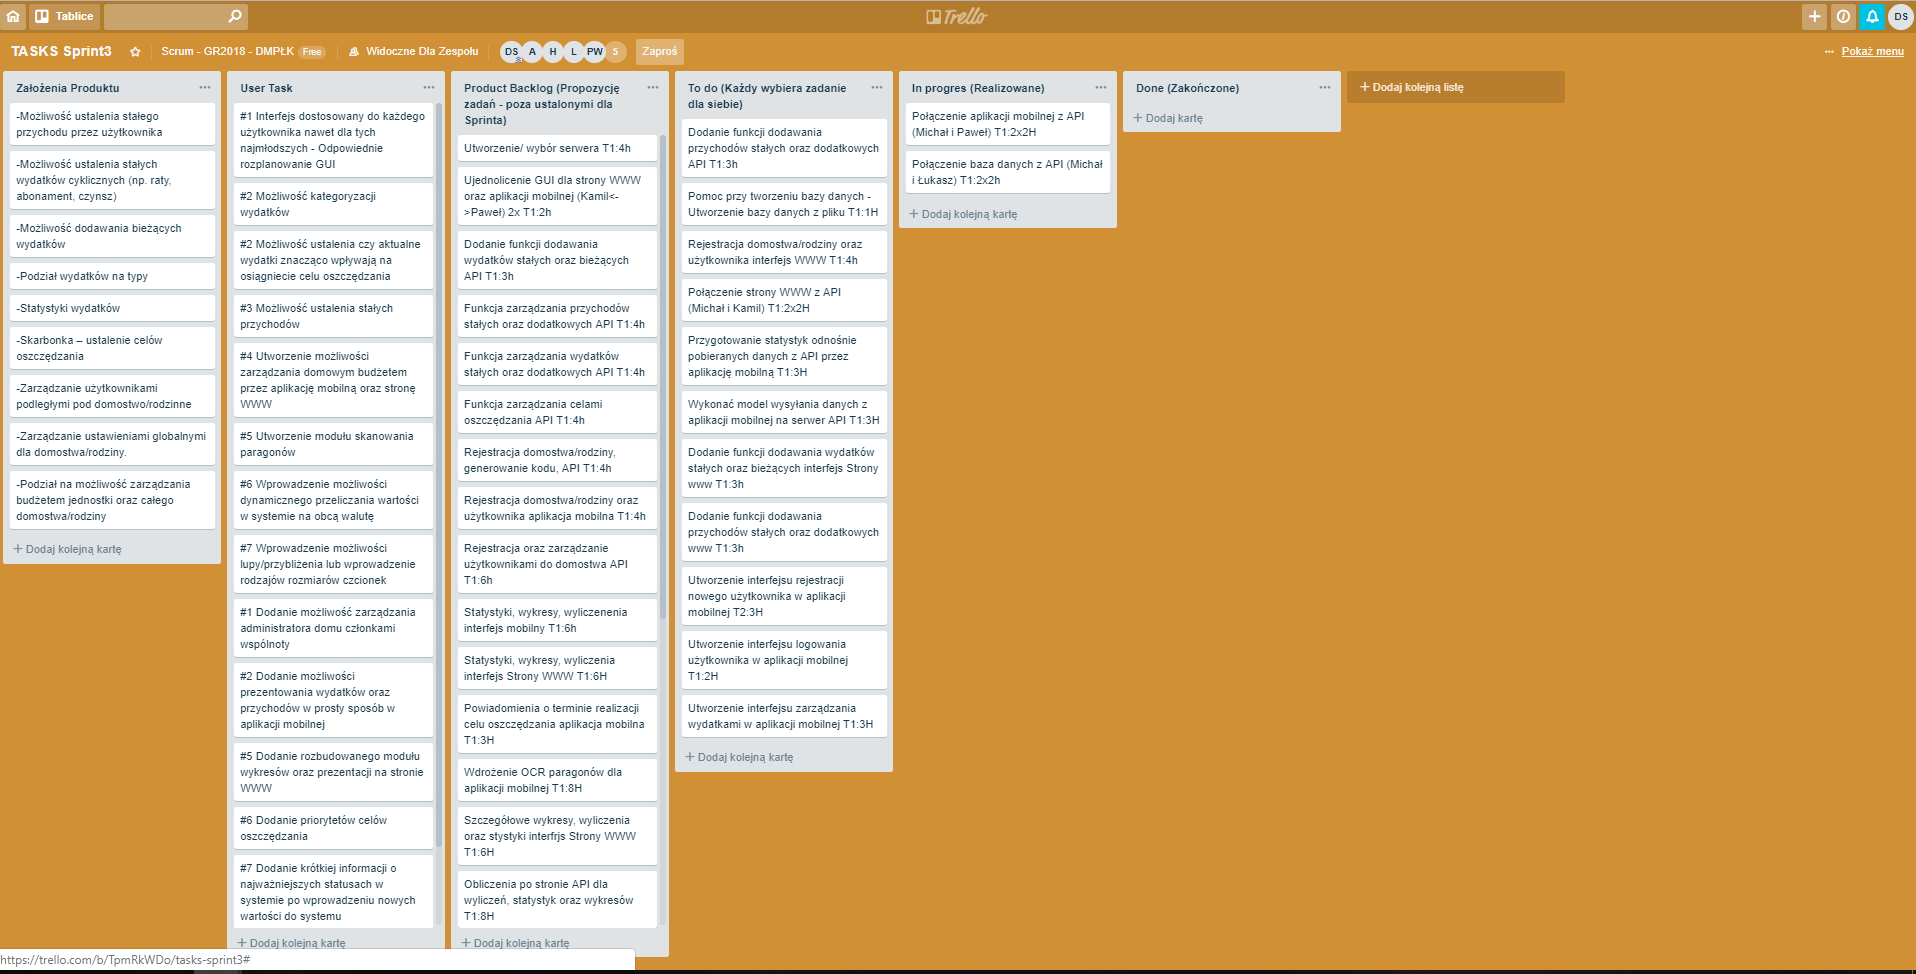 Tablice
Trello
DS
TASKS Sprint3
Scrum - GR2018 - DMPŁK Free
Widoczne Dla Zespołu
DS A H L PW 5
Zaproś
Pokaż menu
Założenia Produktu
-Możliwość ustalenia stałego
przychodu przez użytkownika
-Możliwość ustalenia stałych
wydatków cyklicznych (np. raty,
abonament, czynsz)
-Możliwość dodawania bieżących
wydatków
-Podział wydatków na typy
-Statystyki wydatków
-Skarbonka – ustalenie celów
oszczędzania
-Zarządzanie użytkownikami
podległymi pod domostwo/rodzinne
-Zarządzanie ustawieniami globalnymi
dla domostwa/rodziny.
-Podział na możliwość zarządzania
budżetem jednostki oraz całego
domostwa/rodziny
+ Dodaj kolejną kartę
User Task
#1 Interfejs dostosowany do każdego
użytkownika nawet dla tych
najmłodszych - Odpowiednie
rozplanowanie GUI
#2 Możliwość kategoryzacji
wydatków
#2 Możliwość ustalenia czy aktualne
wydatki znacząco wpływają na
osiągniecie celu oszczędzania
#3 Możliwość ustalenia stałych
przychodów
#4 Utworzenie możliwości
zarządzania domowym budżetem
przez aplikację mobilną oraz stronę
WWW
#5 Utworzenie modułu skanowania
paragonów
#6 Wprowadzenie możliwości
dynamicznego przeliczania wartości
w systemie na obcą walutę
#7 Wprowadzenie możliwości
lupy/przybliżenia lub wprowadzenie
rodzajów rozmiarów czcionek
#1 Dodanie możliwość zarządzania
administratora domu członkami
wspólnoty
#2 Dodanie możliwości
prezentowania wydatków oraz
przychodów w prosty sposób w
aplikacji mobilnej
#5 Dodanie rozbudowanego modułu
wykresów oraz prezentacji na stronie
WWW
#6 Dodanie priorytetów celów
oszczędzania
#7 Dodanie krótkiej informacji o
najważniejszych statusach w
systemie po wprowadzeniu nowych
wartości do systemu
+ Dodaj kolejną kartę
Product Backlog (Propozycję
zadań - poza ustalonymi dla
Sprinta)
Utworzenie/ wybór serwera T1:4h
Ujednolicenie GUI dla strony WWW
oraz aplikacji mobilnej (Kamil<-
>Paweł) 2x T1:2h
Dodanie funkcji dodawania
wydatków stałych oraz bieżących
API T1:3h
Funkcja zarządzania przychodów
stałych oraz dodatkowych API T1:4h
Funkcja zarządzania wydatków
stałych oraz dodatkowych API T1:4h
Funkcja zarządzania celami
oszczędzania API T1:4h
Rejestracja domostwa/rodziny,
generowanie kodu, API T1:4h
Rejestracja domostwa/rodziny oraz
użytkownika aplikacja mobilna T1:4h
Rejestracja oraz zarządzanie
użytkownikami do domostwa API
T1:6h
Statystyki, wykresy, wyliczenenia
interfejs mobilny T1:6h
Statystyki, wykresy, wyliczenia
interfejs Strony WWW T1:6H
Powiadomienia o terminie realizacji
celu oszczędzania aplikacja mobilna
T1:3H
Wdrożenie OCR paragonów dla
aplikacji mobilnej T1:8H
Szczegółowe wykresy, wyliczenia
oraz stystyki interfrjs Strony WWW
T1:6H
Obliczenia po stronie API dla
wyliczeń, statystyk oraz wykresów
T1:8H
+ Dodaj kolejną kartę
To do (Każdy wybiera zadanie
dla siebie)
Dodanie funkcji dodawania
przychodów stałych oraz dodatkowych
API T1:3h
Pomoc przy tworzeniu bazy danych -
Utworzenie bazy danych z pliku T1:1H
Rejestracja domostwa/rodziny oraz
użytkownika interfejs WWW T1:4h
Połączenie strony WWW z API
(Michał i Kamil) T1:2x2H
Przygotowanie statystyk odnośnie
pobieranych danych z API przez
aplikację mobilną T1:3H
Wykonać model wysyłania danych z
aplikacji mobilnej na serwer API T1:3H
Dodanie funkcji dodawania wydatków
stałych oraz bieżących interfejs Strony
www T1:3h
Dodanie funkcji dodawania
przychodów stałych oraz dodatkowych
www T1:3h
Utworzenie interfejsu rejestracji
nowego użytkownika w aplikacji
mobilnej T2:3H
Utworzenie interfejsu logowania
użytkownika w aplikacji mobilnej
T1:2H
Utworzenie interfejsu zarządzania
wydatkami w aplikacji mobilnej T1:3H
+ Dodaj kolejną kartę
In progres (Realizowane)
Połączenie aplikacji mobilnej z API
(Michał i Paweł) T1:2x2H
Połączenie baza danych z API (Michał
i Łukasz) T1:2x2h
+ Dodaj kolejną kartę
Done (Zakończone)
+ Dodaj kartę
+ Dodaj kolejną listę
https://trello.com/b/TpmRkWDo/tasks-sprint3#